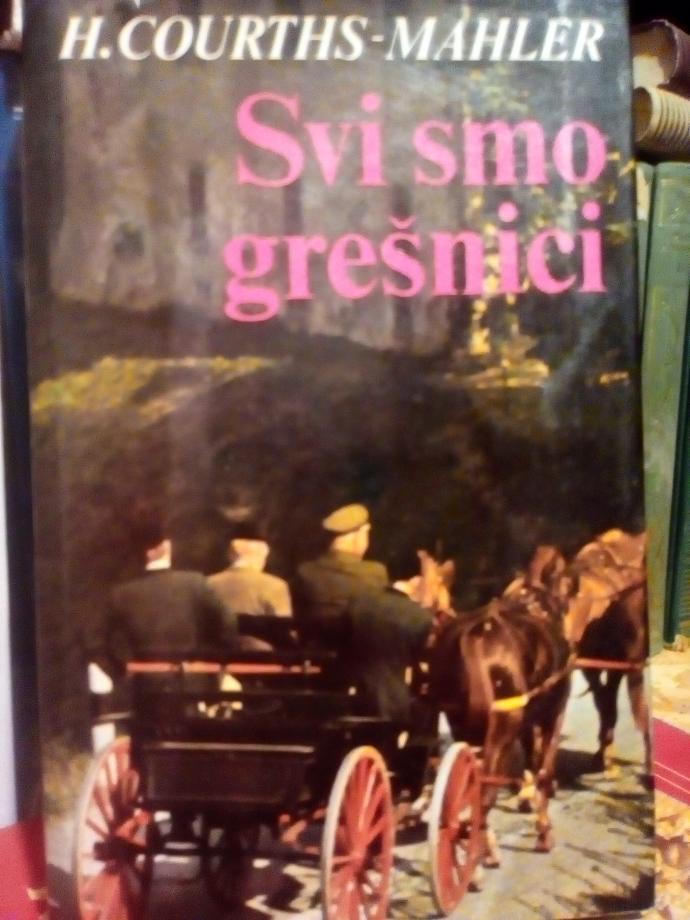 H. COURTHS-MAHLER
Svi smo
grešnici